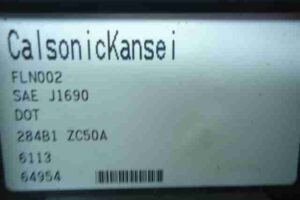 CalsonicKansei
FLN002
SAE J1690
DOT
284B1 ZC50A
6113
64954